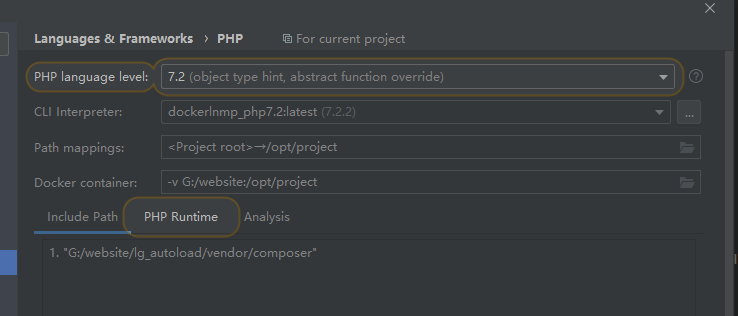 Languages & Frameworks › PHP For current project
PHP language level: 7.2 (object type hint, abstract function override)
CLI Interpreter: dockerlnmp_php7.2:latest (7.2.2) ...
Path mappings: <Project root>→/opt/project
Docker container: -v G:/website:/opt/project
Include Path PHP Runtime Analysis
1. "G:/website/lg_autoload/vendor/composer"